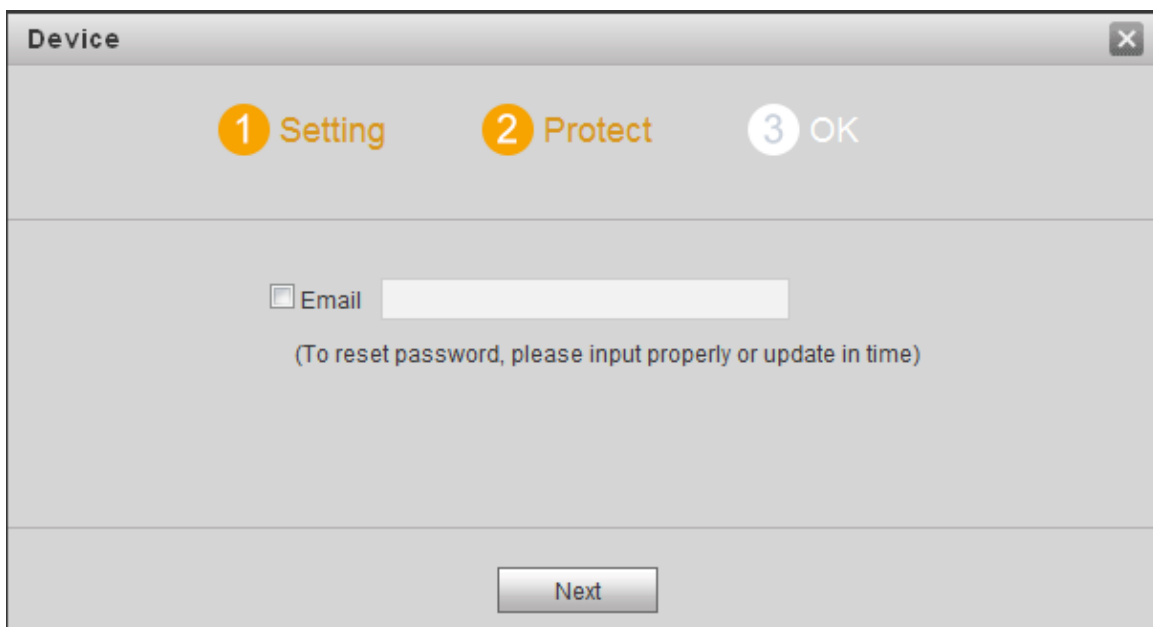 Device
1 Setting 2 Protect 3 OK
Email
(To reset password, please input properly or update in time)
Next